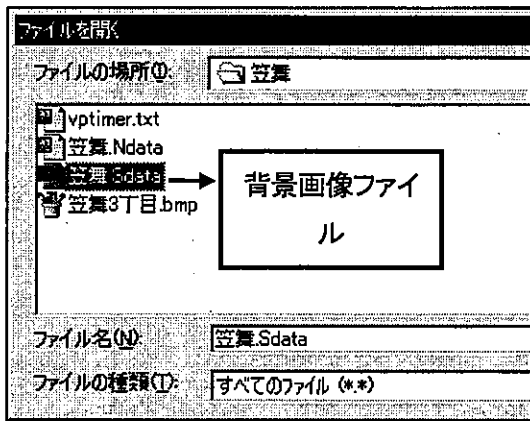 ファイルを開く
ファイルの場所(I):
笠舞
vptimer.txt
笠舞.Ndata
笠舞.Sdata
笠舞3丁目.bmp
背景画像ファイ
ル
ファイル名(N):
笠舞.Sdata
ファイルの種類(T):
すべてのファイル (*.*)